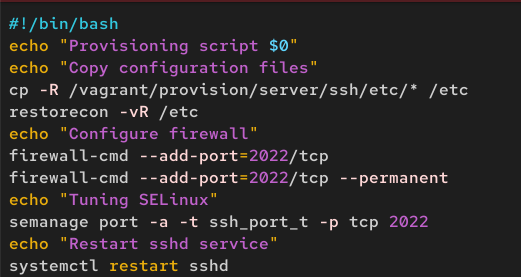 #!/bin/bash
echo "Provisioning script $0"
echo "Copy configuration files"
cp -R /vagrant/provision/server/ssh/etc/* /etc
restorecon -vR /etc
echo "Configure firewall"
firewall-cmd --add-port=2022/tcp
firewall-cmd --add-port=2022/tcp --permanent
echo "Tuning SELinux"
semanage port -a -t ssh_port_t -p tcp 2022
echo "Restart sshd service"
systemctl restart sshd